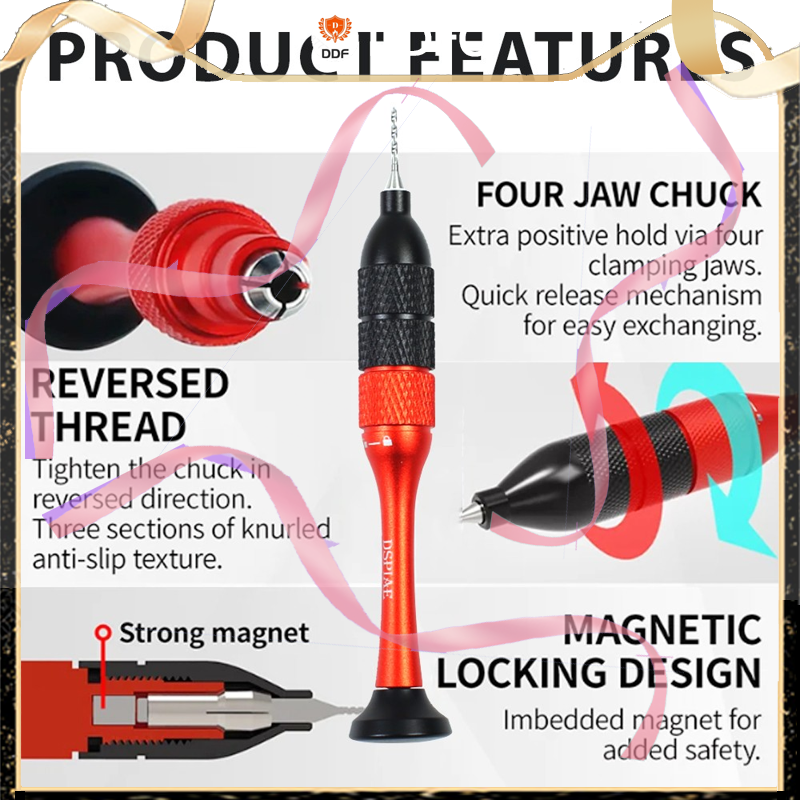 PRODUCT FEATURES
DDF
FOUR JAW CHUCK
Extra positive hold via four
clamping jaws.
Quick release mechanism
for easy exchanging.
REVERSED
THREAD
Tighten the chuck in
reversed direction.
Three sections of knurled
anti-slip texture.
DSPIAE
Strong magnet
MAGNETIC
LOCKING DESIGN
Imbedded magnet for
added safety.